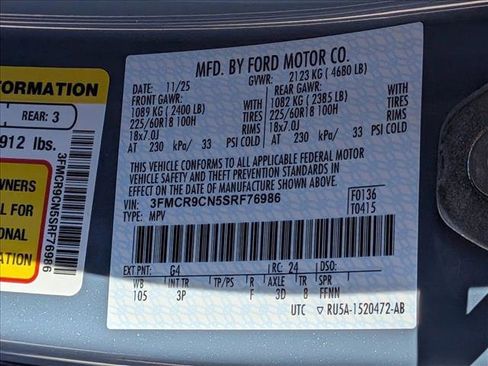 REAR: 3
912 lbs.
3FMCR9CN5SRF76986
WNERS
L FOR
ONAL
ATION
MFD. BY FORD MOTOR CO.
DATE: 11/25 GVWR: 2123 KG ( 4680 LB)
FRONT GAWR: REAR GAWR:
1089 KG ( 2400 LB) 1082 KG ( 2385 LB)
225/60R18 100H TIRES 225/60R18 100H TIRES
18x7.0J RIMS 18x7.0J RIMS
AT 230 kPa/ 33 PSI COLD AT 230 kPa/ 33 PSI COLD
THIS VEHICLE CONFORMS TO ALL APPLICABLE FEDERAL MOTOR
VEHICLE SAFETY AND THEFT PREVENTION STANDARDS IN
EFFECT ON THE DATE OF MANUFACTURE SHOWN ABOVE.
VIN: 3FMCR9CN5SRF76986 F0136
TYPE: MPV T0415
EXT PNT: G4 RC: 24 DSO:
WB INT TR TP/PS R AXLE TR SPR
105 3P F 3D 8 FFNN
UTC RU5A-1520472-AB